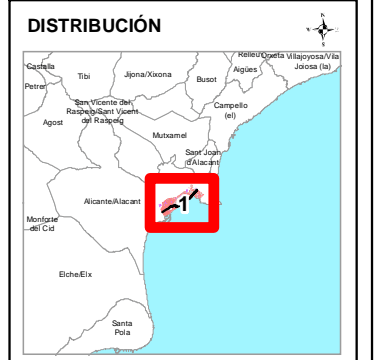 DISTRIBUCIÓN
Relleu
Orxeta
Villajoyosa/Vila
Joiosa (la)
Castalla
Tibi
Jijona/Xixona
Busot
Aigües
Petrer
San Vicente del
Raspeig/Sant Vicent
del Raspeig
Campello
(el)
Agost
Mutxamel
Sant Joan
d'Alacant
Alicante/Alacant
1
Monforte
del Cid
Elche/Elx
Santa
Pola